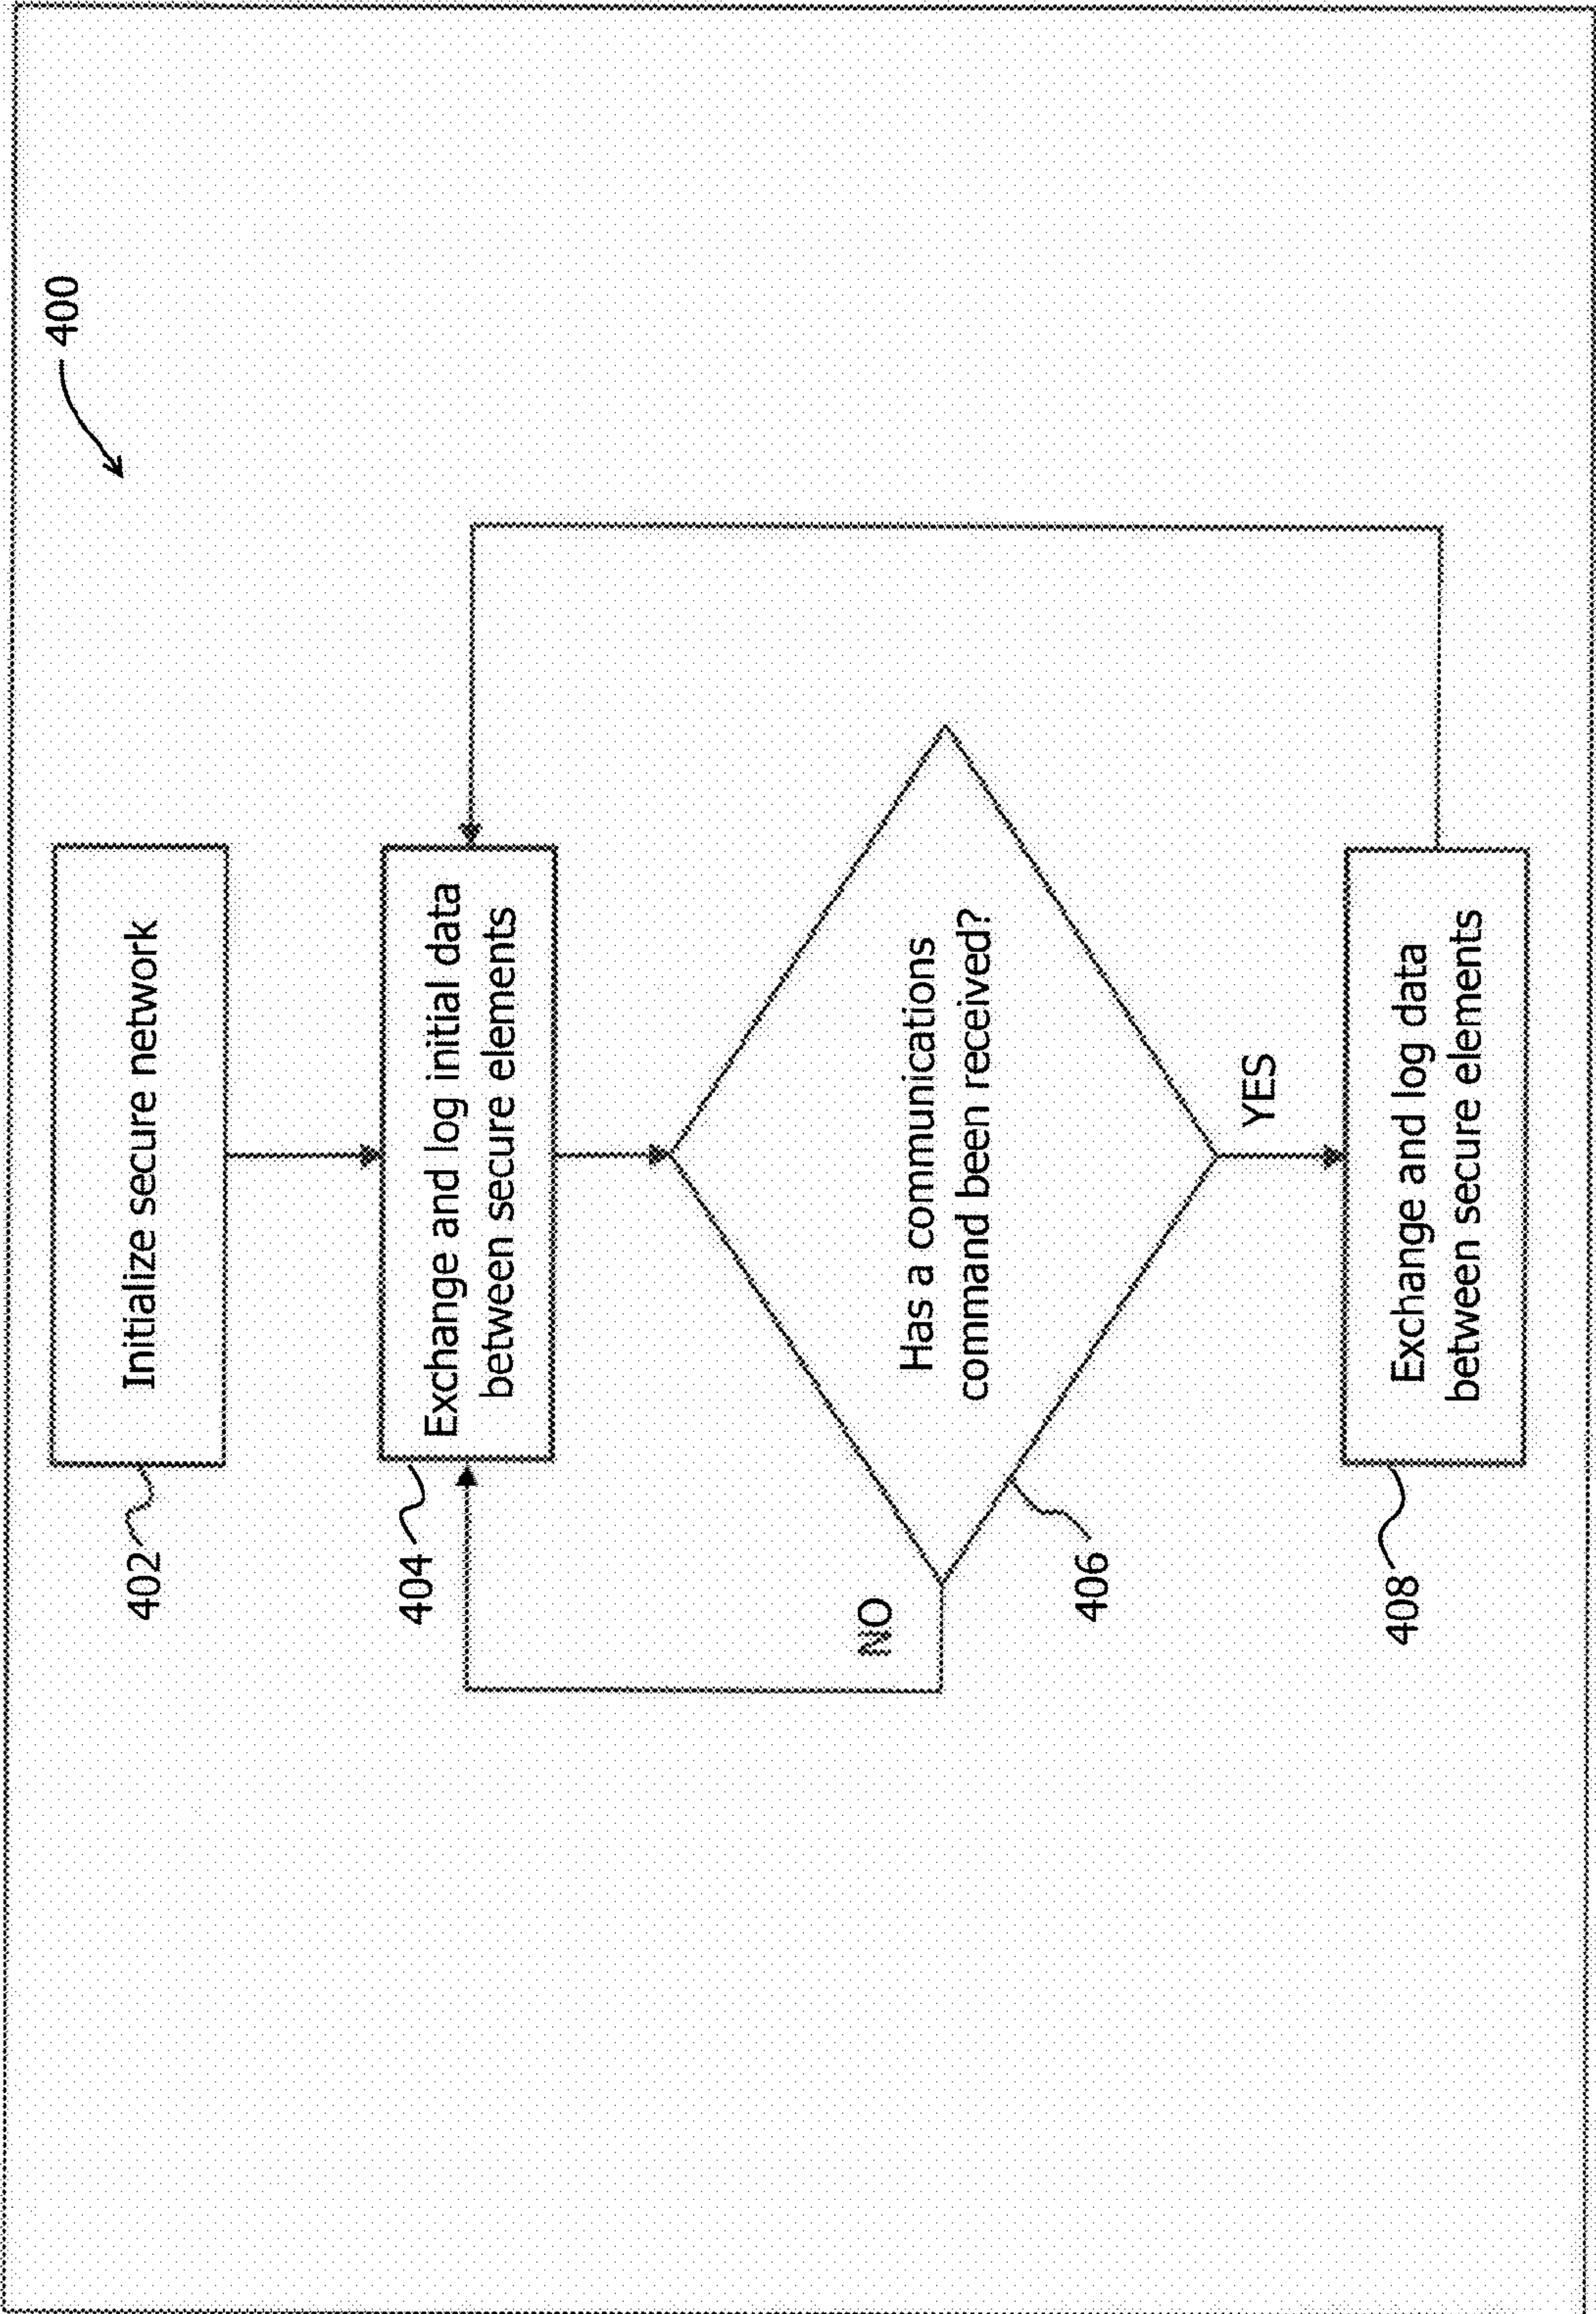 400
402
Initialize secure network
404
Exchange and log initial data
between secure elements
NO
Has a communications
command been received?
406
YES
408
Exchange and log data
between secure elements